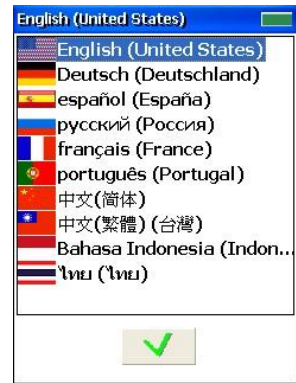 English (United States)
English (United States)
Deutsch (Deutschland)
español (España)
русский (Россия)
français (France)
português (Portugal)
中文(简体)
中文(繁體) (台灣)
Bahasa Indonesia (Indon...
ไทย (ไทย)